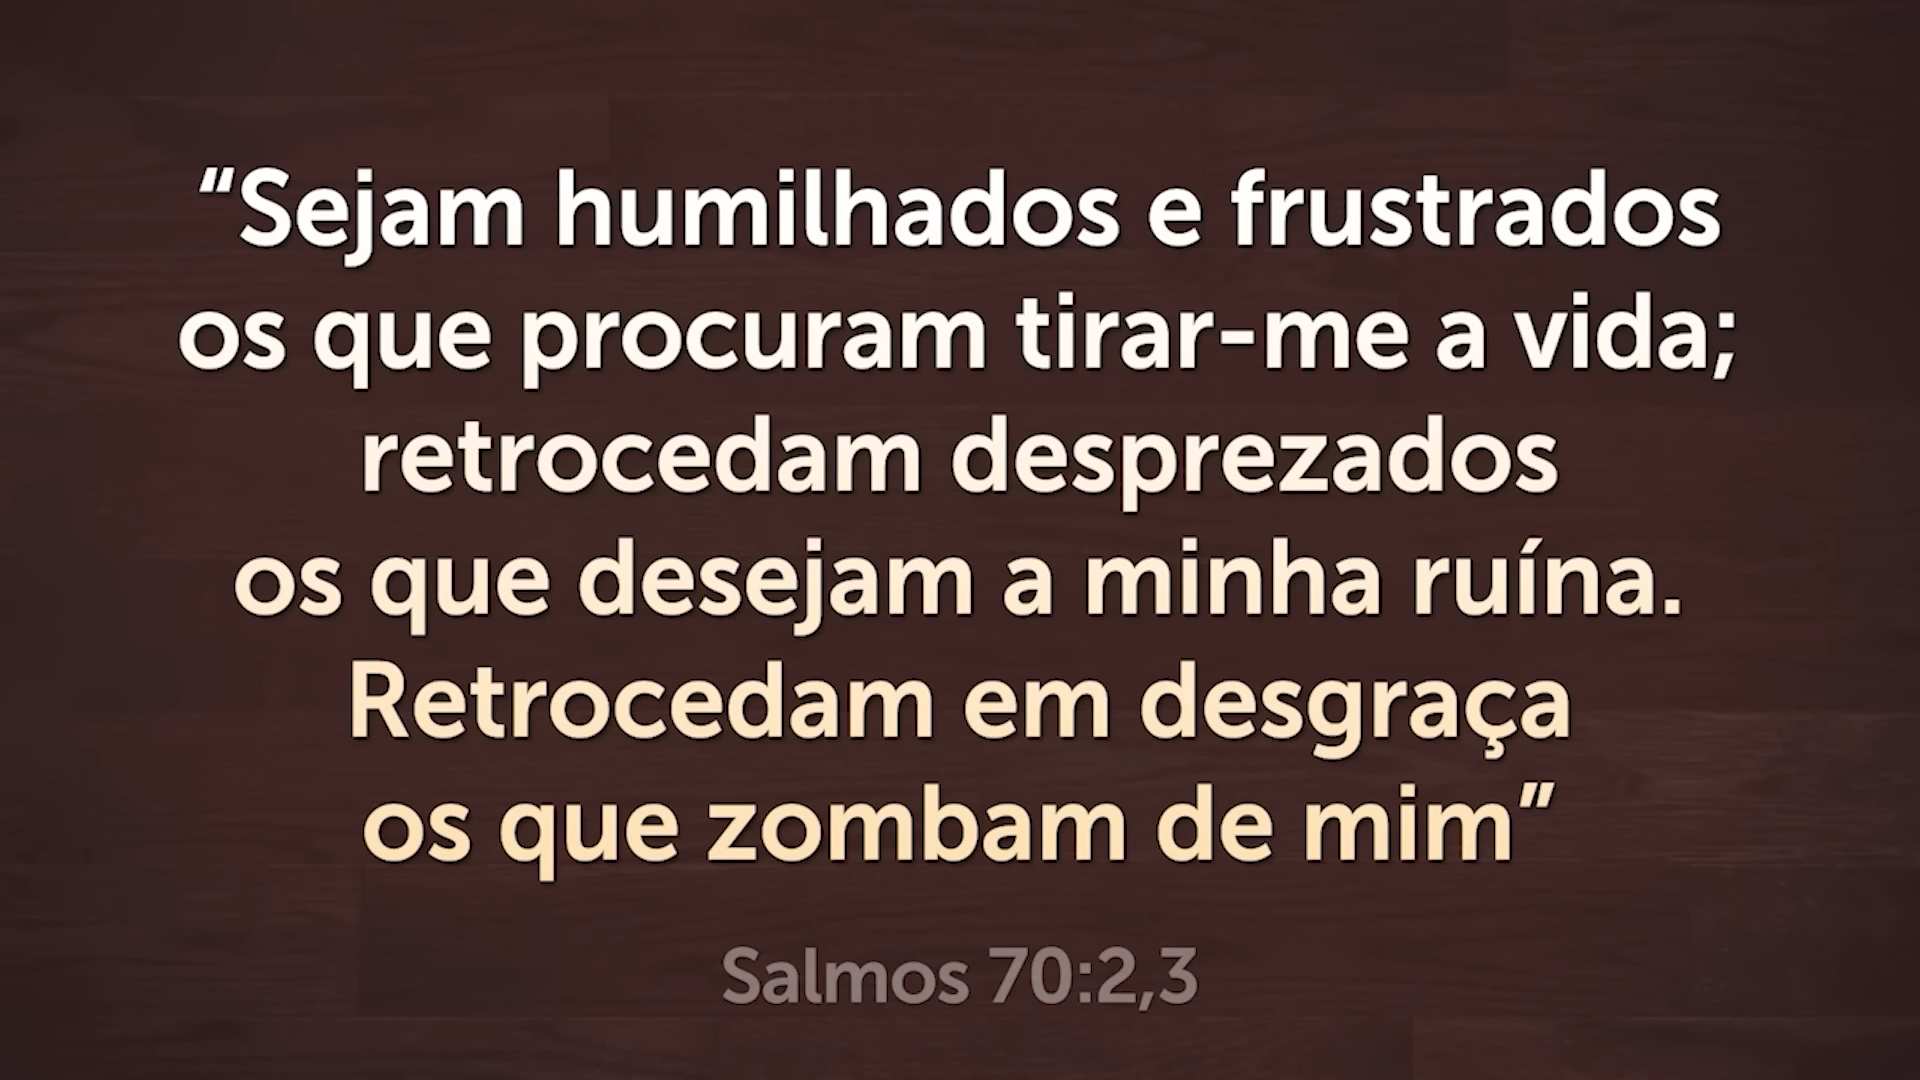 “Sejam humilhados e frustrados
os que procuram tirar-me a vida;
retrocedam desprezados
os que desejam a minha ruína.
Retrocedam em desgraça
os que zombam de mim”
Salmos 70:2,3